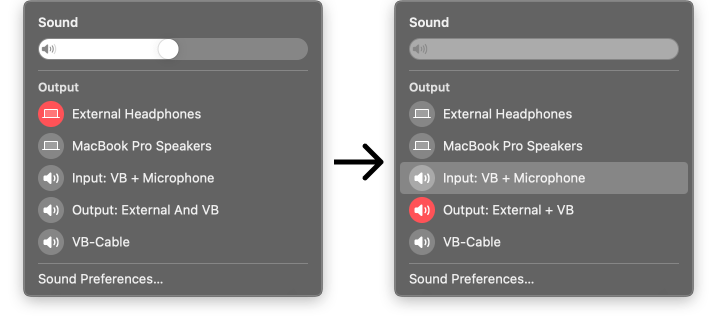 Sound
Output
External Headphones
MacBook Pro Speakers
Input: VB + Microphone
Output: External And VB
VB-Cable
Sound Preferences...
Sound
Output
External Headphones
MacBook Pro Speakers
Input: VB + Microphone
Output: External + VB
VB-Cable
Sound Preferences...